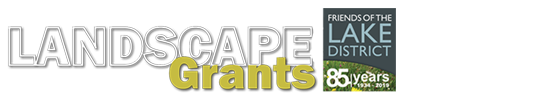 LANDSCAPE
Grants
FRIENDS OF THE
LAKE
DISTRICT
85 years
1934 - 2019